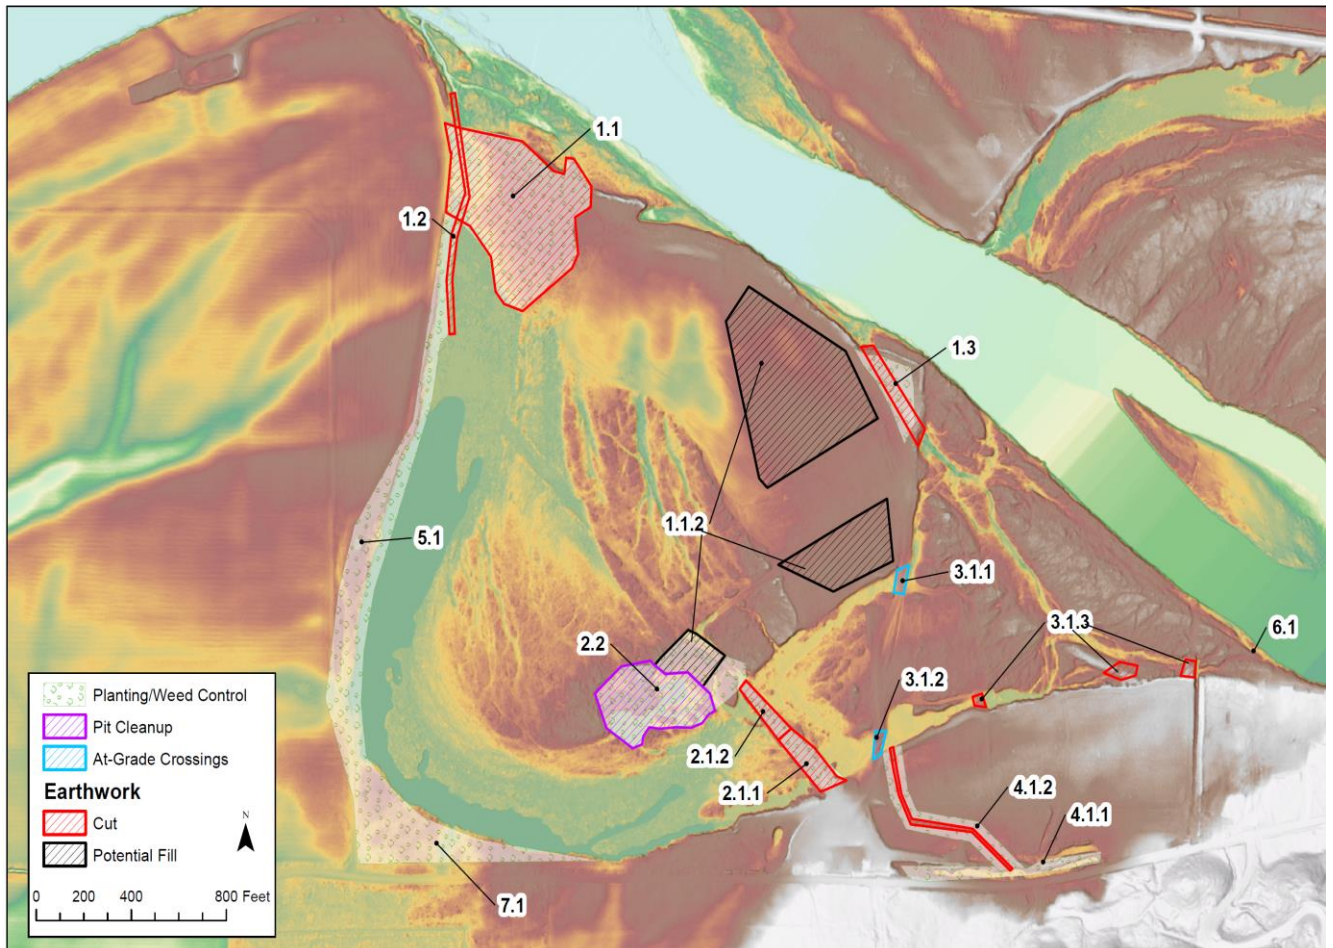 1.1
1.2
1.3
1.1.2
5.1
3.1.1
3.1.3
6.1
2.2
3.1.2
2.1.2
2.1.1
4.1.2
4.1.1
7.1
Planting/Weed Control
Pit Cleanup
At-Grade Crossings
Earthwork
Cut
N
Potential Fill
0 200 400 800 Feet